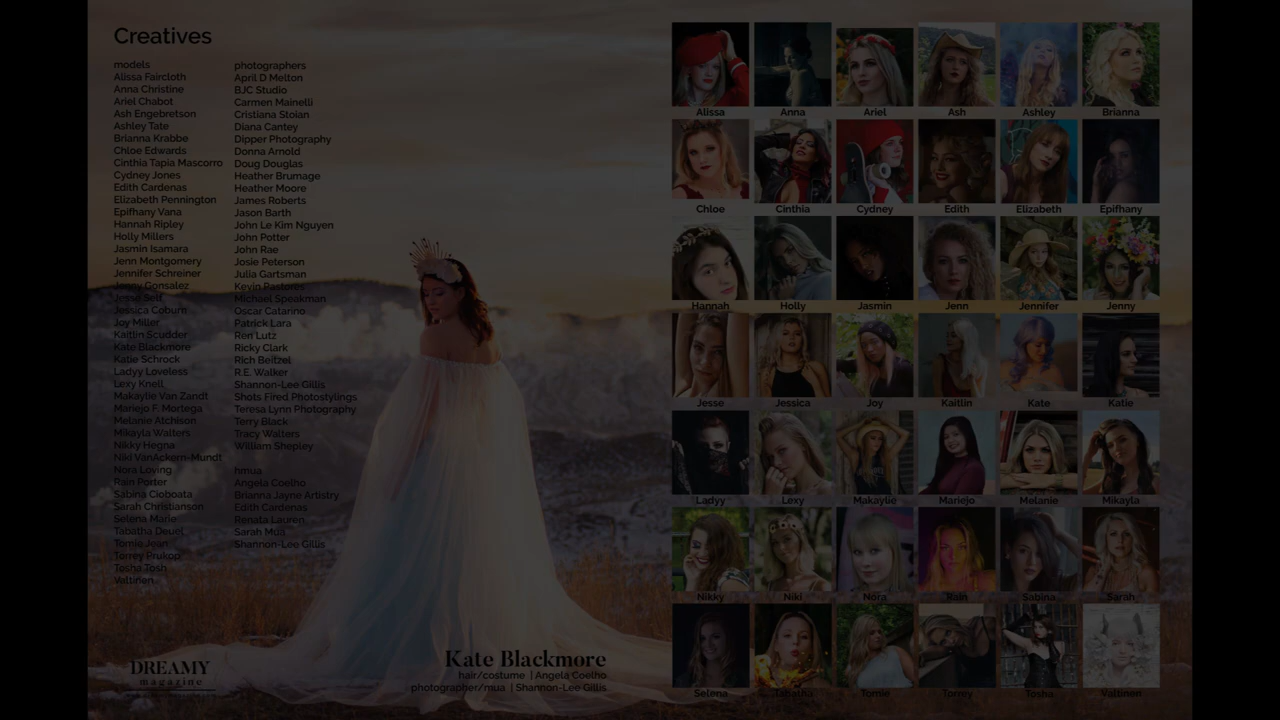 Creatives
models
Alissa Faircloth
Anna Christine
Ariel Chabot
Ash Engebretson
Ashley Tate
Brianna Krabbe
Chloe Edwards
Cinthia Tapia Mascorro
Cydney Jones
Edith Cardenas
Elizabeth Pennington
Epifhany Vana
Hannah Ripley
Holly Millers
Jasmin Isamara
Jenn Montgomery
Jennifer Schreiner
Jenny Gonsalez
Jesse Self
Jessica Coburn
Joy Miller
Kaitlin Scudder
Kate Blackmore
Katie Schrock
Ladyy Loveless
Lexy Knell
Makaylie Van Zandt
Mariejo F. Mortega
Melanie Atchison
Mikayla Walters
Nikky Hegna
Niki VanAckern-Mundt
Nora Loving
Rain Porter
Sabina Cioboata
Sarah Christianson
Selena Marie
Tabatha Deuel
Tomie Jean
Torrey Prukop
Tosha Tosh
Valtinen
photographers
April D Melton
BJC Studio
Carmen Mainelli
Cristiana Stoian
Diana Cantey
Dipper Photography
Donna Arnold
Doug Douglas
Heather Brumage
Heather Moore
James Roberts
Jason Barth
John Le Kim Nguyen
John Potter
John Rae
Josie Peterson
Julia Gartsman
Kevin Pastores
Michael Speakman
Oscar Catarino
Patrick Lara
Ren Lutz
Ricky Clark
Rich Beitzel
R.E. Walker
Shannon-Lee Gillis
Shots Fired Photostylings
Teresa Lynn Photography
Terry Black
Tracy Walters
William Shepley
hmua
Angela Coelho
Brianna Jayne Artistry
Edith Cardenas
Renata Lauren
Sarah Mua
Shannon-Lee Gillis
DREAMY
magazine
Kate Blackmore
hair/costume | Angela Coelho
photographer/mua | Shannon-Lee Gillis
Alissa Anna Ariel Ash Ashley Brianna
Chloe Cinthia Cydney Edith Elizabeth Epifhany
Hannah Holly Jasmin Jenn Jennifer Jenny
Jesse Jessica Joy Kaitlin Kate Katie
Ladyy Lexy Makaylie Mariejo Melanie Mikayla
Nikky Niki Nora Rain Sabina Sarah
Selena Tabatha Tomie Torrey Tosha Valtinen